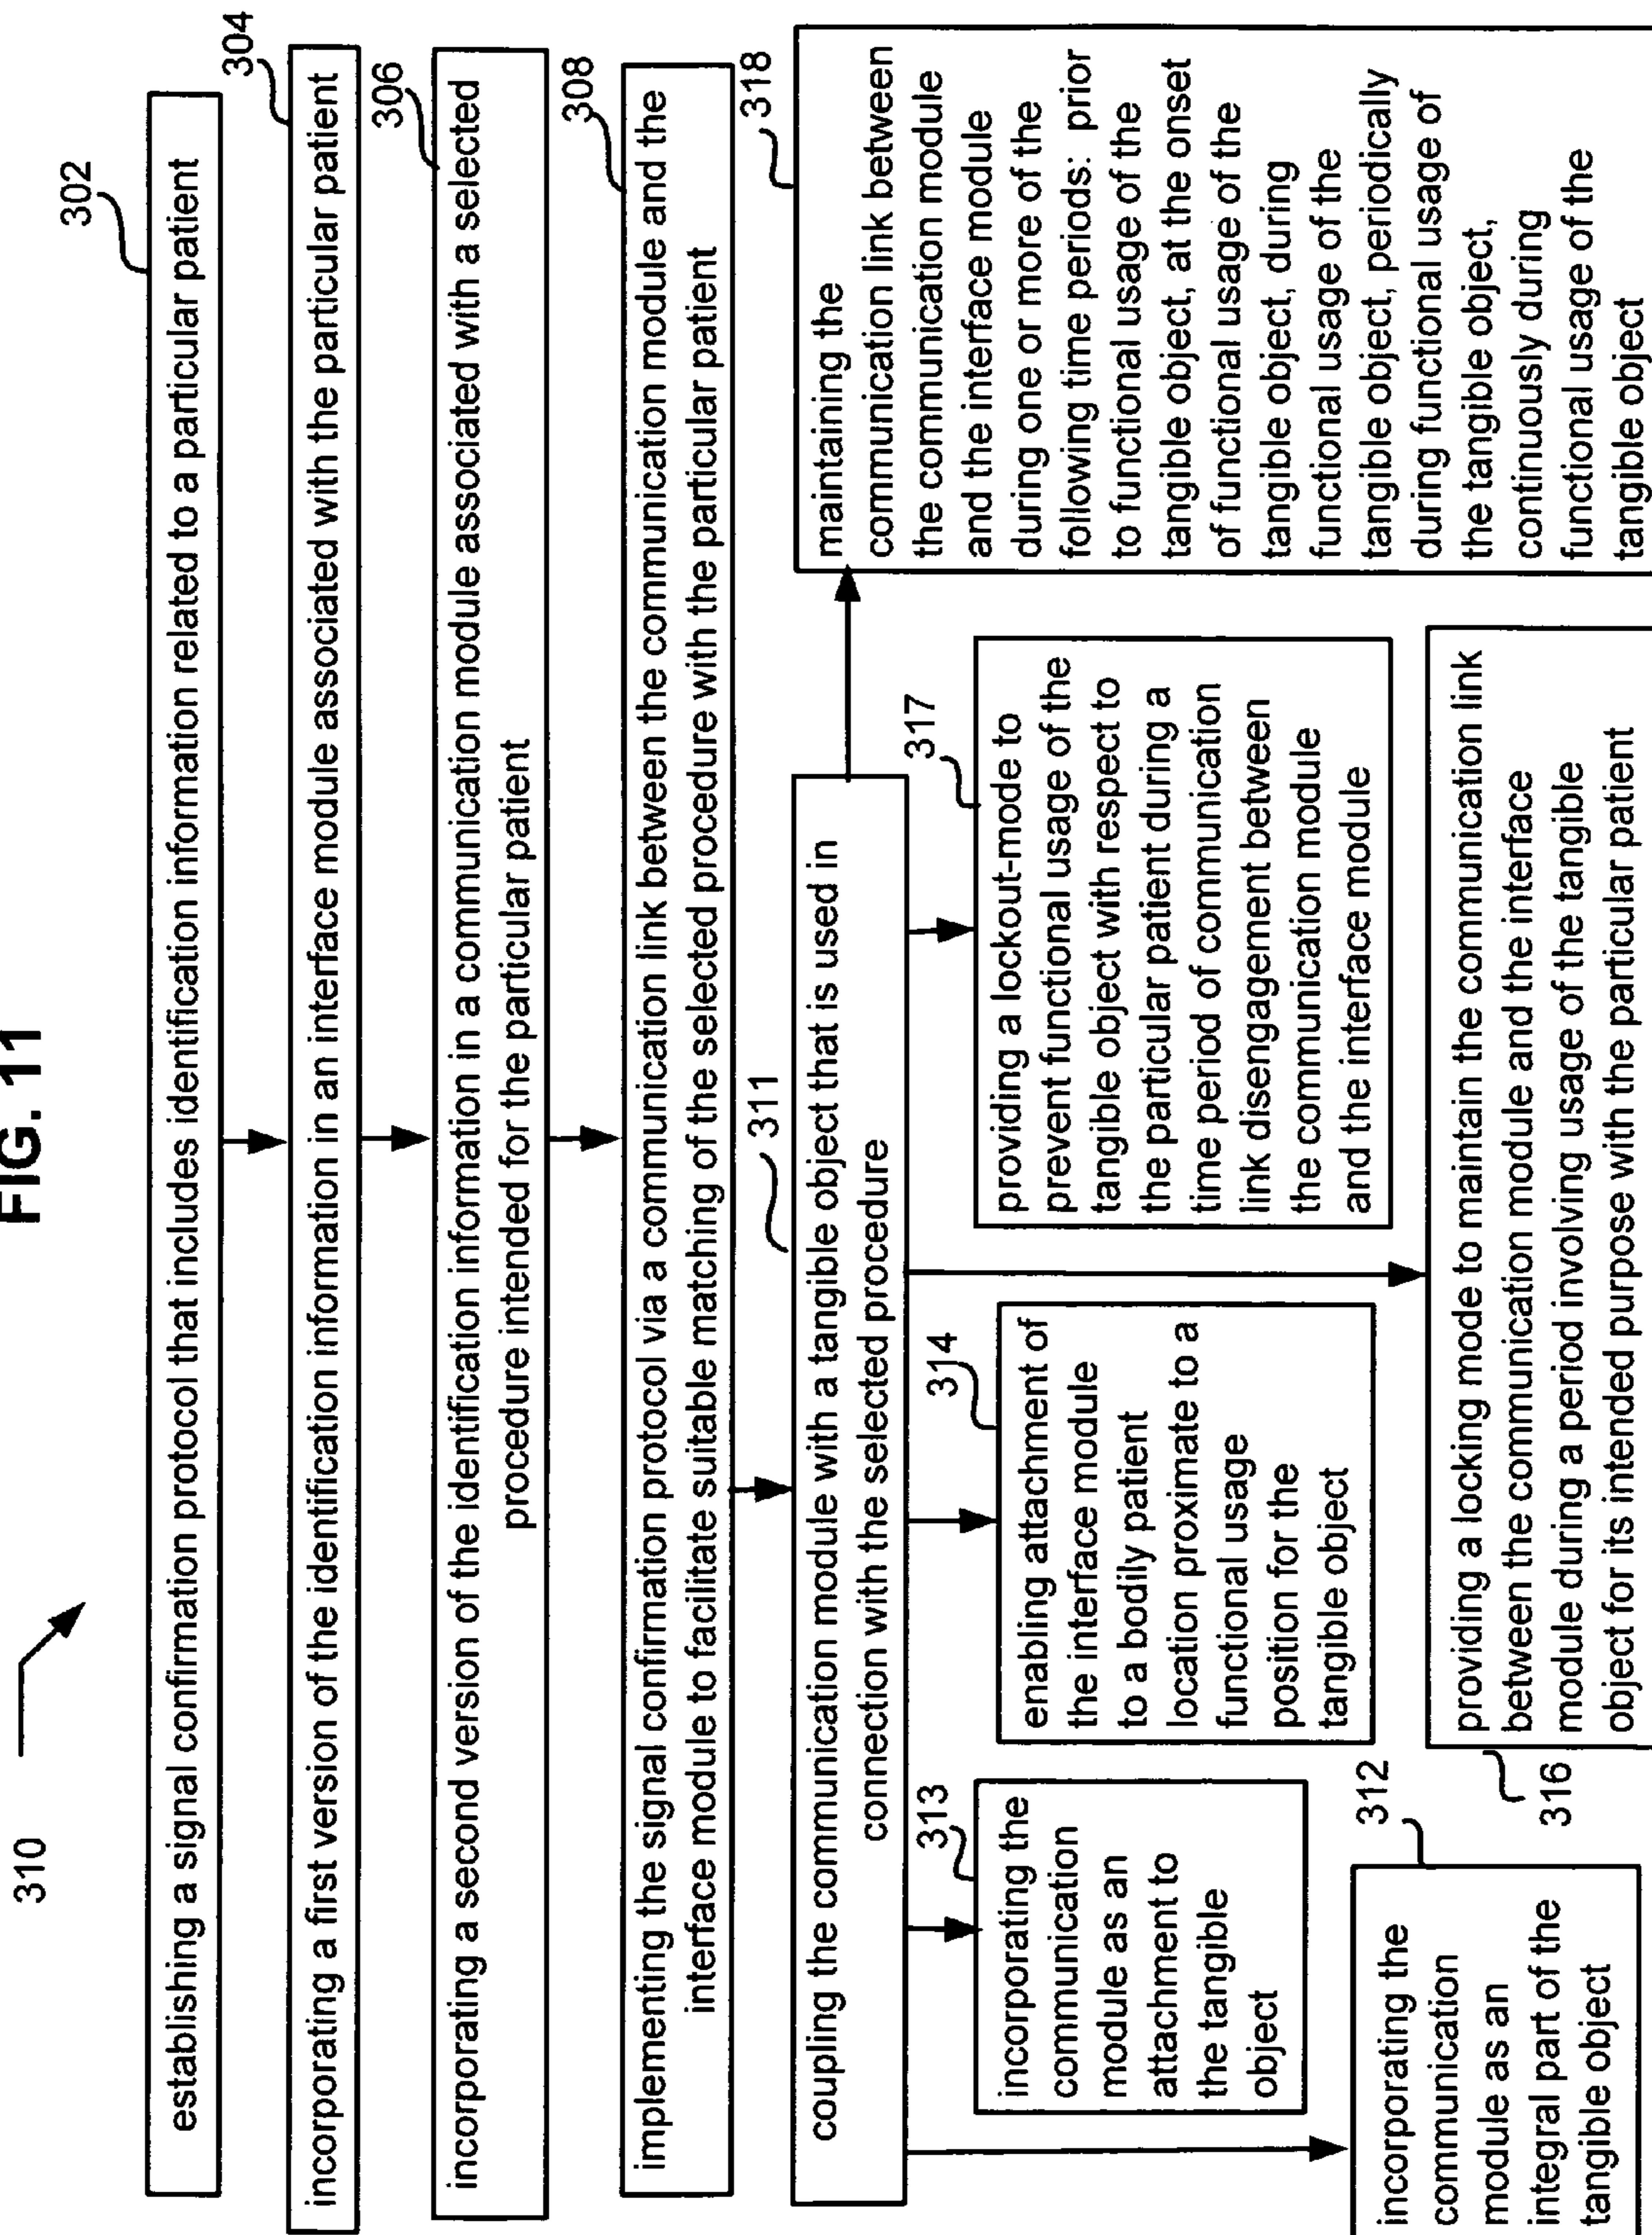 FIG. 11
310
302
establishing a signal confirmation protocol that includes identification information related to a particular patient
304
incorporating a first version of the identification information in an interface module associated with the particular patient
306
incorporating a second version of the identification information in a communication module associated with a selected
procedure intended for the particular patient
308
implementing the signal confirmation protocol via a communication link between the communication module and the
interface module to facilitate suitable matching of the selected procedure with the particular patient
311
coupling the communication module with a tangible object that is used in
connection with the selected procedure
312
incorporating the
communication
module as an
integral part of the
tangible object
313
incorporating the
communication
module as an
attachment to
the tangible
object
314
enabling attachment of
the interface module
to a bodily patient
location proximate to a
functional usage
position for the
tangible object
316
providing a locking mode to maintain the communication link
between the communication module and the interface
module during a period involving usage of the tangible
object for its intended purpose with the particular patient
317
providing a lockout-mode to
prevent functional usage of the
tangible object with respect to
the particular patient during a
time period of communication
link disengagement between
the communication module
and the interface module
318
maintaining the
communication link between
the communication module
and the interface module
during one or more of the
following time periods: prior
to functional usage of the
tangible object, at the onset
of functional usage of the
tangible object, during
functional usage of the
tangible object, periodically
during functional usage of
the tangible object,
continuously during
functional usage of the
tangible object